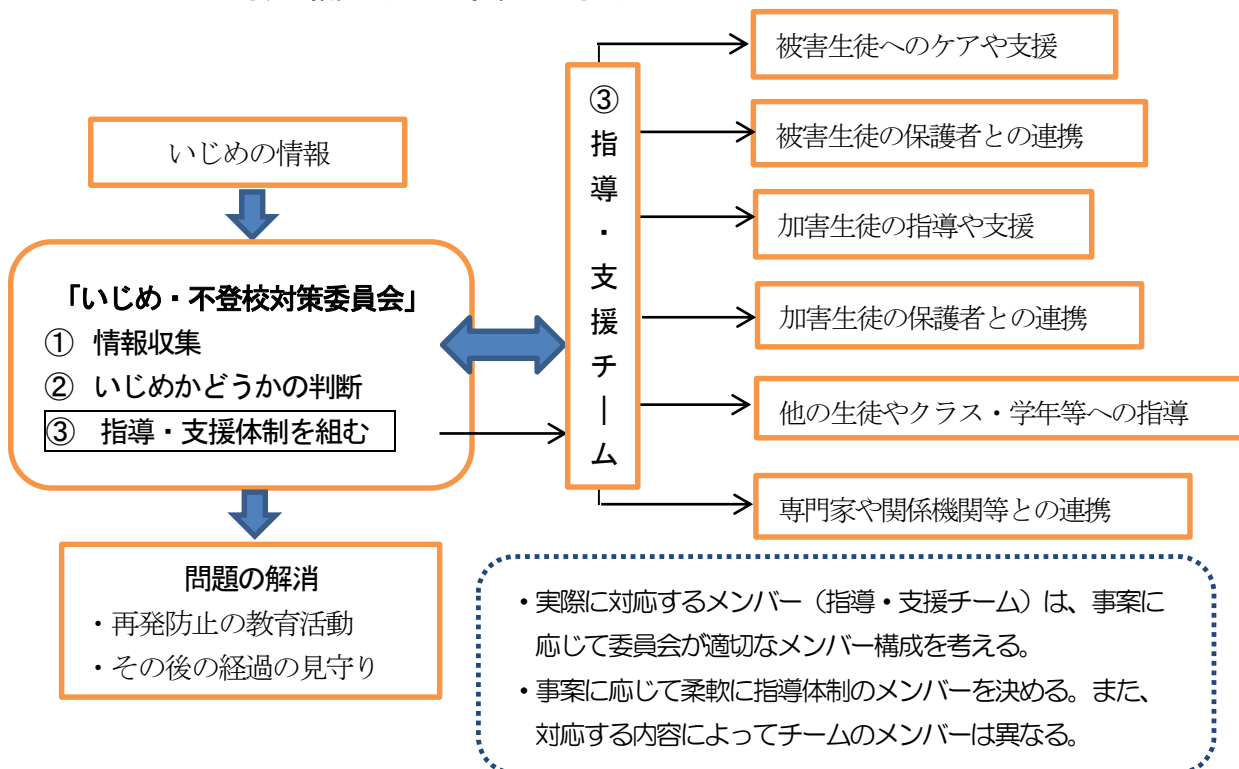 いじめの情報
「いじめ・不登校対策委員会」
① 情報収集
② いじめかどうかの判断
③ 指導・支援体制を組む
問題の解消
・再発防止の教育活動
・その後の経過の見守り
③指導・支援チーム
被害生徒へのケアや支援
被害生徒の保護者との連携
加害生徒の指導や支援
加害生徒の保護者との連携
他の生徒やクラス・学年等への指導
専門家や関係機関等との連携
・実際に対応するメンバー（指導・支援チーム）は、事案に
応じて委員会が適切なメンバー構成を考える。
・事案に応じて柔軟に指導体制のメンバーを決める。また、
対応する内容によってチームのメンバーは異なる。